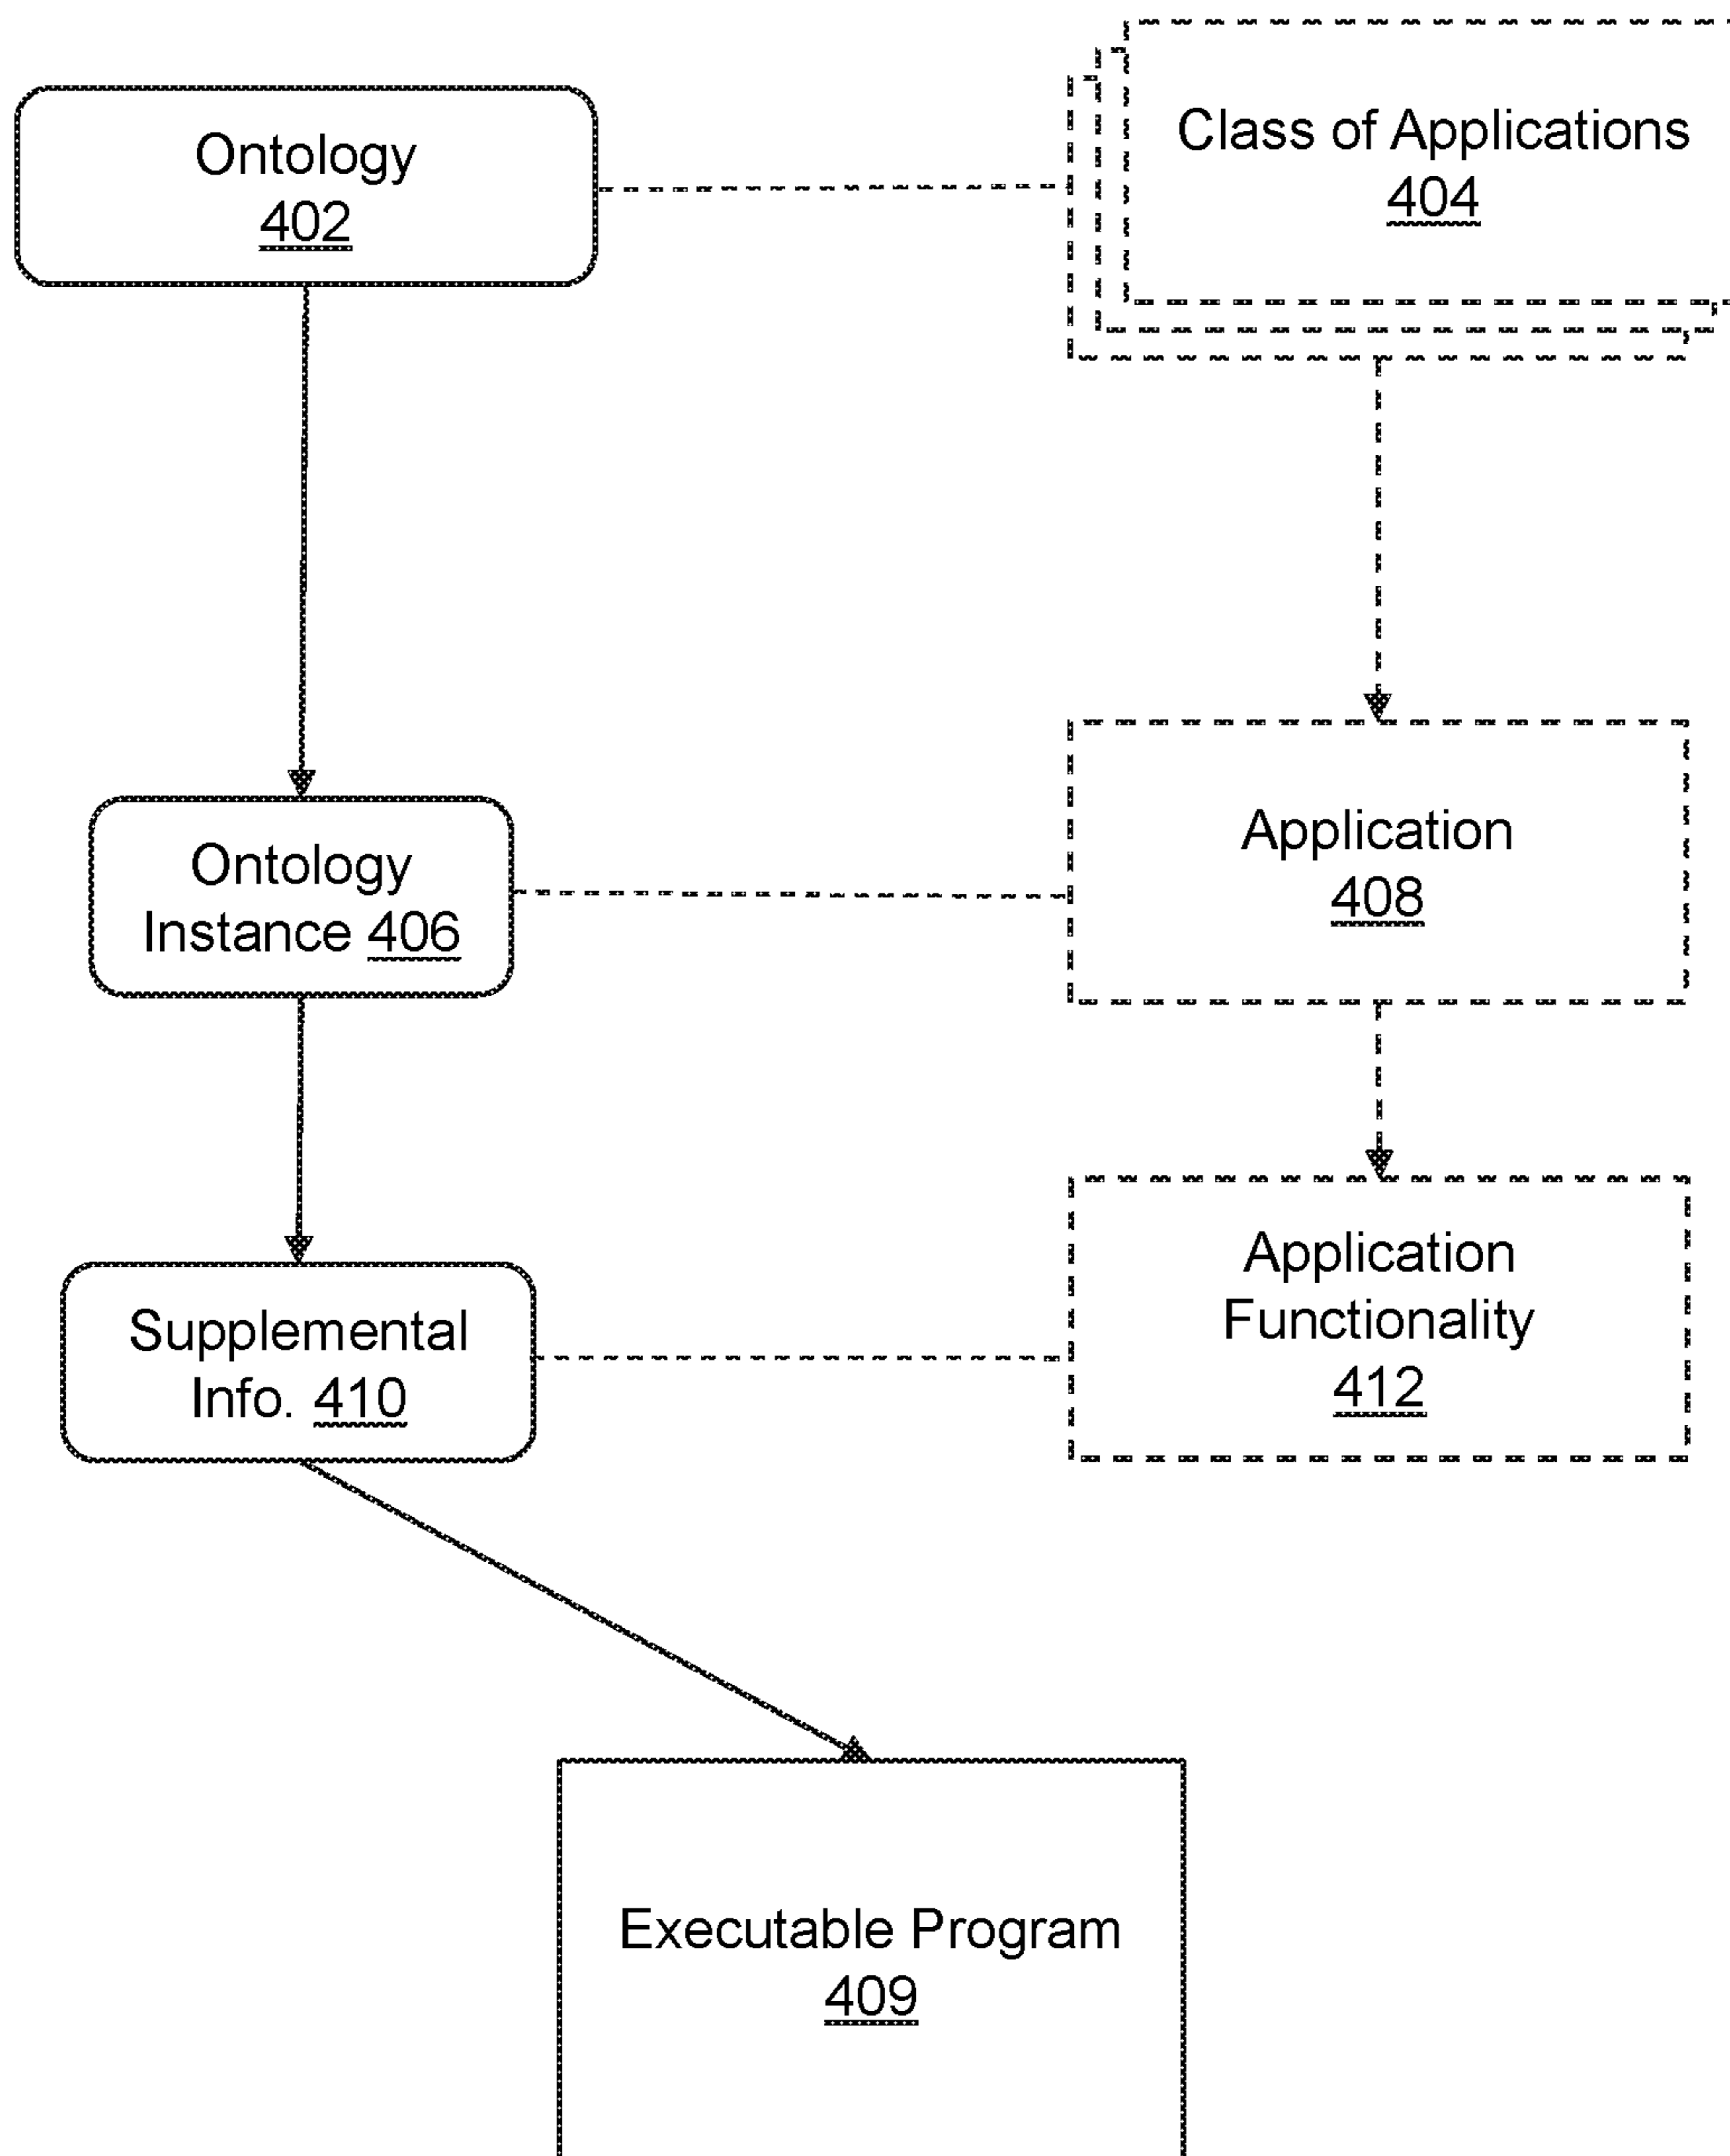 Ontology
402
Class of Applications
404
Ontology
Instance 406
Application
408
Supplemental
Info. 410
Application
Functionality
412
Executable Program
409